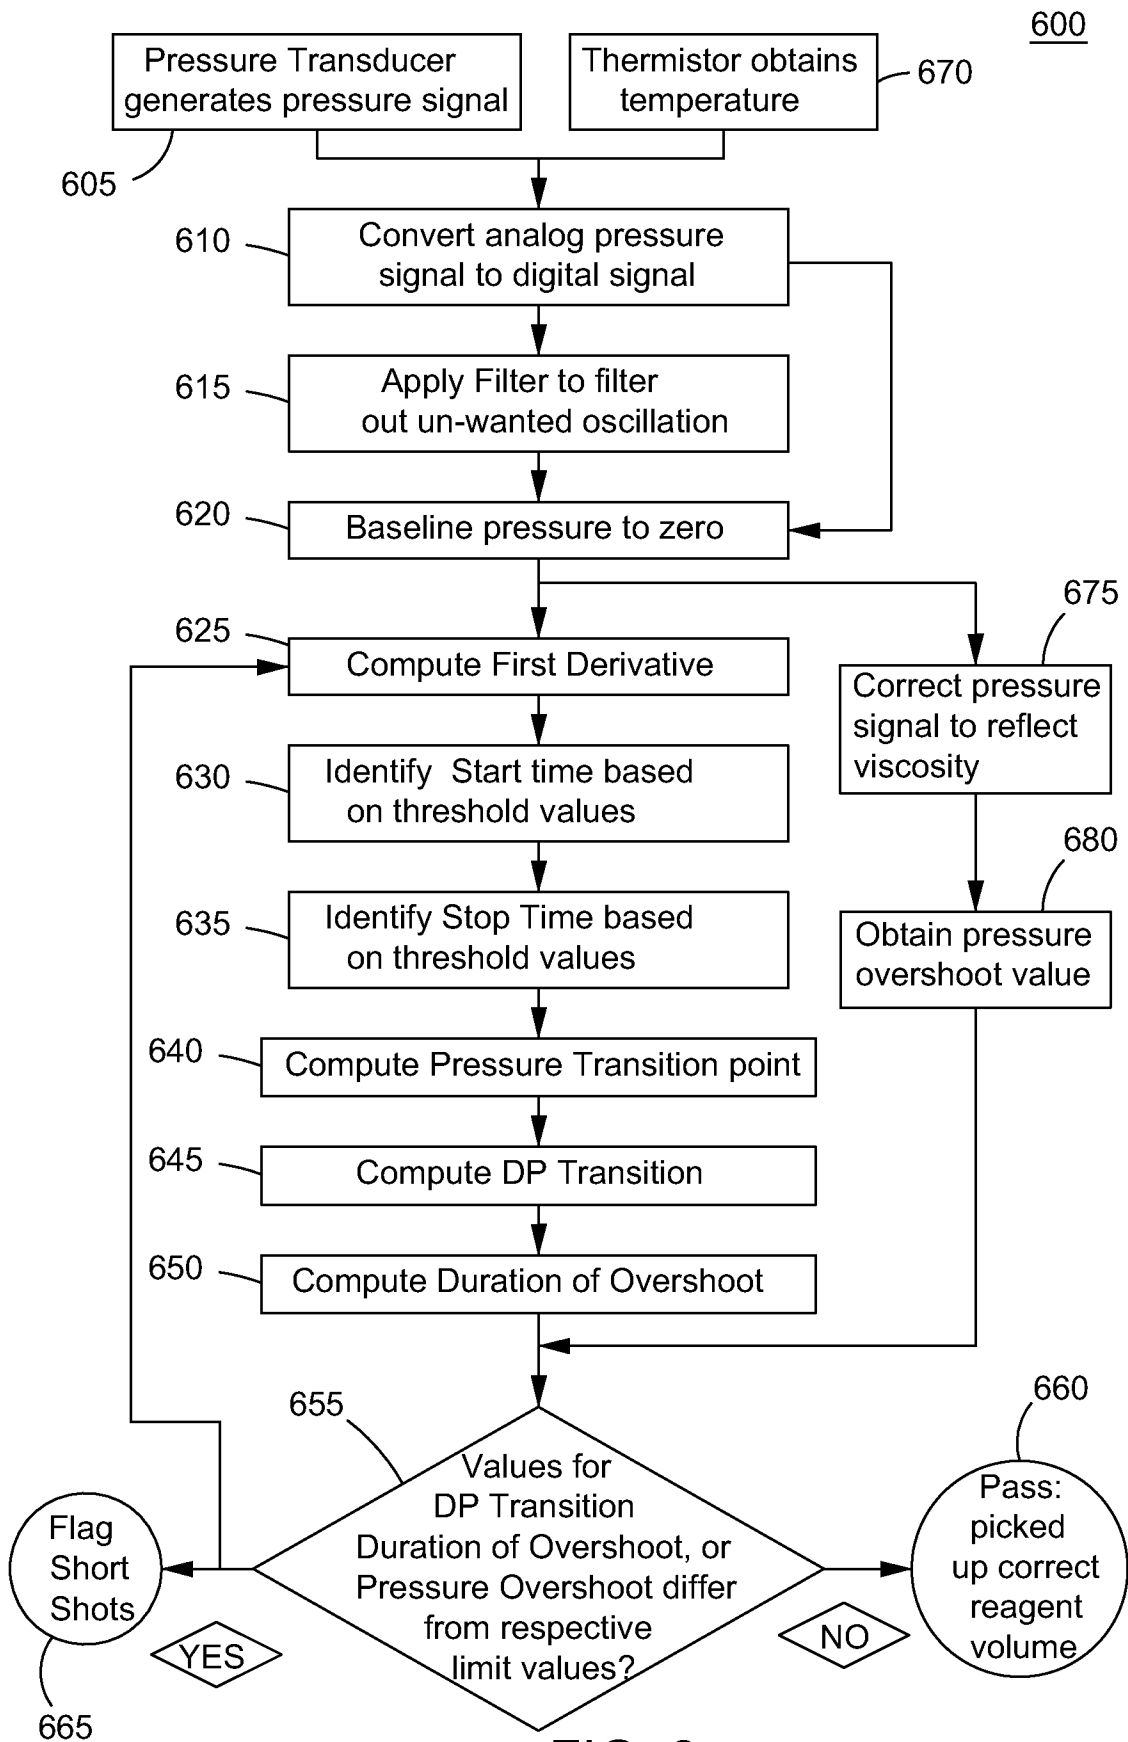 600
Pressure Transducer
generates pressure signal
Thermistor obtains
temperature
670
605
610
Convert analog pressure
signal to digital signal
615
Apply Filter to filter
out un-wanted oscillation
620
Baseline pressure to zero
675
625
Compute First Derivative
Correct pressure
signal to reflect
viscosity
630
Identify Start time based
on threshold values
680
635
Identify Stop Time based
on threshold values
Obtain pressure
overshoot value
640
Compute Pressure Transition point
645
Compute DP Transition
650
Compute Duration of Overshoot
655
660
Values for
DP Transition
Duration of Overshoot, or
Pressure Overshoot differ
from respective
limit values?
Pass:
picked
up correct
reagent
volume
Flag
Short
Shots
YES
NO
665